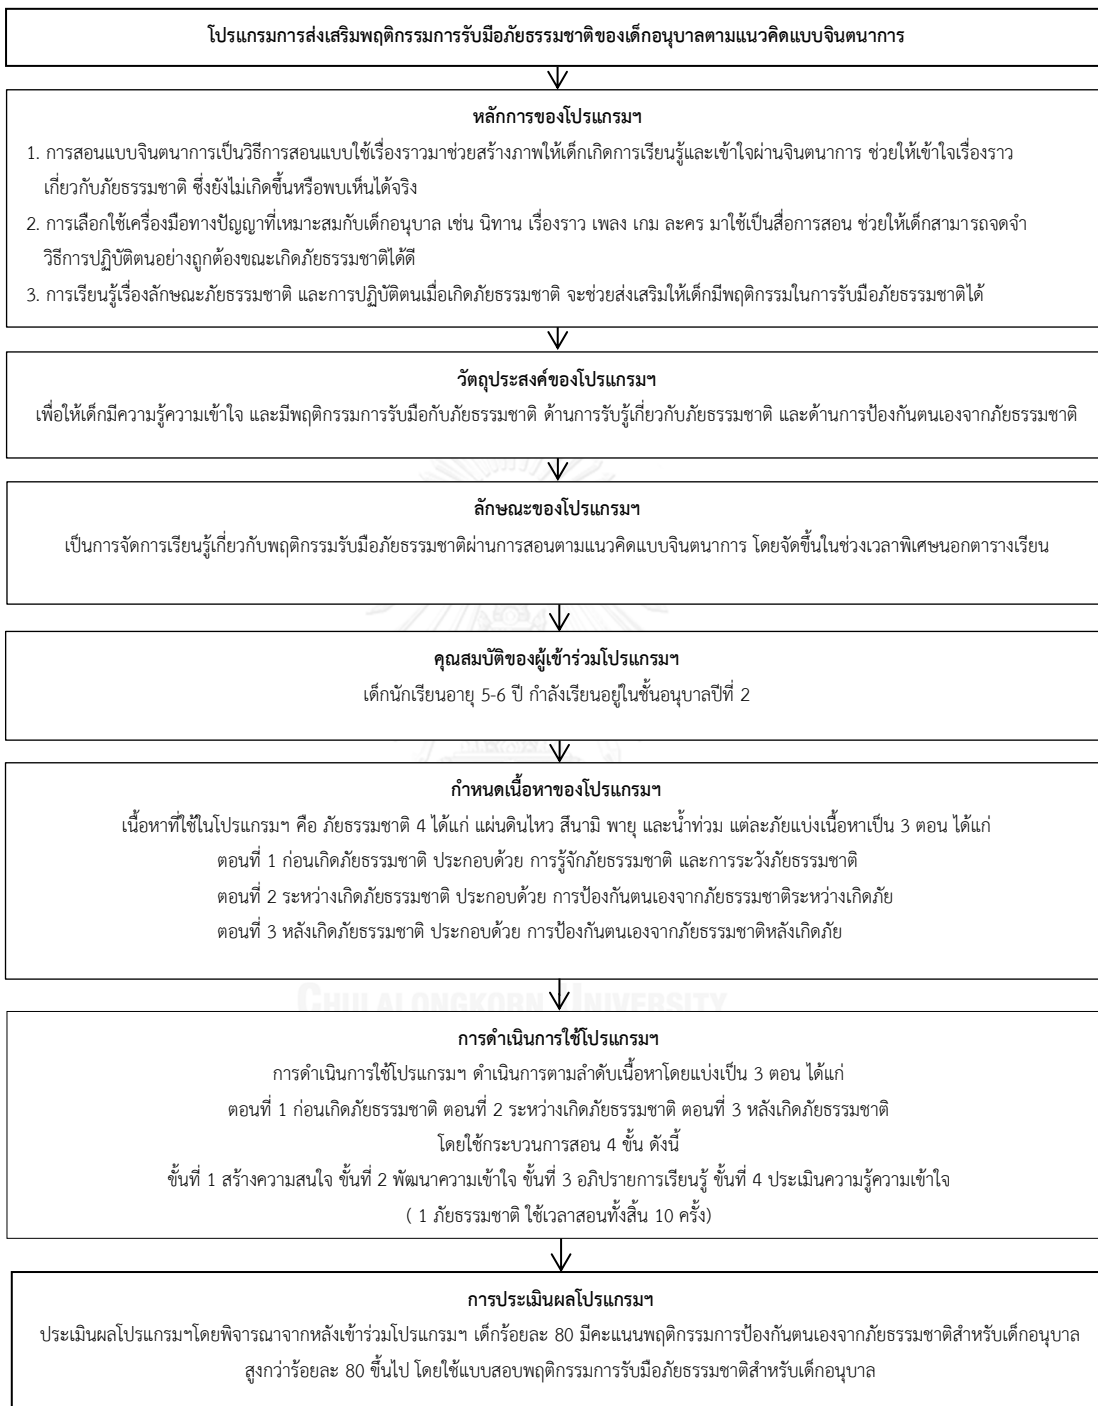 โปรแกรมการส่งเสริมพฤติกรรมการรับมือภัยธรรมชาติของเด็กอนุบาลตามแนวคิดแบบจินตนาการ
หลักการของโปรแกรมฯ
1. การสอนแบบจินตนาการเป็นวิธีการสอนแบบใช้เรื่องราวมาช่วยสร้างภาพให้เด็กเกิดการเรียนรู้และเข้าใจผ่านจินตนาการ ช่วยให้เข้าใจเรื่องราว
เกี่ยวกับภัยธรรมชาติ ซึ่งยังไม่เกิดขึ้นหรือพบเห็นได้จริง
2. การเลือกใช้เครื่องมือทางปัญญาที่เหมาะสมกับเด็กอนุบาล เช่น นิทาน เรื่องราว เพลง เกม ละคร มาใช้เป็นสื่อการสอน ช่วยให้เด็กสามารถจดจำ
วิธีการปฏิบัติตนอย่างถูกต้องขณะเกิดภัยธรรมชาติได้ดี
3. การเรียนรู้เรื่องลักษณะภัยธรรมชาติ และการปฏิบัติตนเมื่อเกิดภัยธรรมชาติ จะช่วยส่งเสริมให้เด็กมีพฤติกรรมในการรับมือภัยธรรมชาติได้
วัตถุประสงค์ของโปรแกรมฯ
เพื่อให้เด็กมีความรู้ความเข้าใจ และมีพฤติกรรมการรับมือกับภัยธรรมชาติ ด้านการรับรู้เกี่ยวกับภัยธรรมชาติ และด้านการป้องกันตนเองจากภัยธรรมชาติ
ลักษณะของโปรแกรมฯ
เป็นการจัดการเรียนรู้เกี่ยวกับพฤติกรรมรับมือภัยธรรมชาติผ่านการสอนตามแนวคิดแบบจินตนาการ โดยจัดขึ้นในช่วงเวลาพิเศษนอกตารางเรียน
คุณสมบัติของผู้เข้าร่วมโปรแกรมฯ
เด็กนักเรียนอายุ 5-6 ปี กำลังเรียนอยู่ในชั้นอนุบาลปีที่ 2
กำหนดเนื้อหาของโปรแกรมฯ
เนื้อหาที่ใช้ในโปรแกรมฯ คือ ภัยธรรมชาติ 4 ได้แก่ แผ่นดินไหว สึนามิ พายุ และน้ำท่วม แต่ละภัยแบ่งเนื้อหาเป็น 3 ตอน ได้แก่
ตอนที่ 1 ก่อนเกิดภัยธรรมชาติ ประกอบด้วย การรู้จักภัยธรรมชาติ และการระวังภัยธรรมชาติ
ตอนที่ 2 ระหว่างเกิดภัยธรรมชาติ ประกอบด้วย การป้องกันตนเองจากภัยธรรมชาติระหว่างเกิดภัย
ตอนที่ 3 หลังเกิดภัยธรรมชาติ ประกอบด้วย การป้องกันตนเองจากภัยธรรมชาติหลังเกิดภัย
CHULALONGKORN UNIVERSITY
การดำเนินการใช้โปรแกรมฯ
การดำเนินการใช้โปรแกรมฯ ดำเนินการตามลำดับเนื้อหาโดยแบ่งเป็น 3 ตอน ได้แก่
ตอนที่ 1 ก่อนเกิดภัยธรรมชาติ ตอนที่ 2 ระหว่างเกิดภัยธรรมชาติ ตอนที่ 3 หลังเกิดภัยธรรมชาติ
โดยใช้กระบวนการสอน 4 ขั้น ดังนี้
ขั้นที่ 1 สร้างความสนใจ ขั้นที่ 2 พัฒนาความเข้าใจ ขั้นที่ 3 อภิปรายการเรียนรู้ ขั้นที่ 4 ประเมินความรู้ความเข้าใจ
( 1 ภัยธรรมชาติ ใช้เวลาสอนทั้งสิ้น 10 ครั้ง)
การประเมินผลโปรแกรมฯ
ประเมินผลโปรแกรมฯโดยพิจารณาจากหลังเข้าร่วมโปรแกรมฯ เด็กร้อยละ 80 มีคะแนนพฤติกรรมการป้องกันตนเองจากภัยธรรมชาติสำหรับเด็กอนุบาล
สูงกว่าร้อยละ 80 ขึ้นไป โดยใช้แบบสอบพฤติกรรมการรับมือภัยธรรมชาติสำหรับเด็กอนุบาล